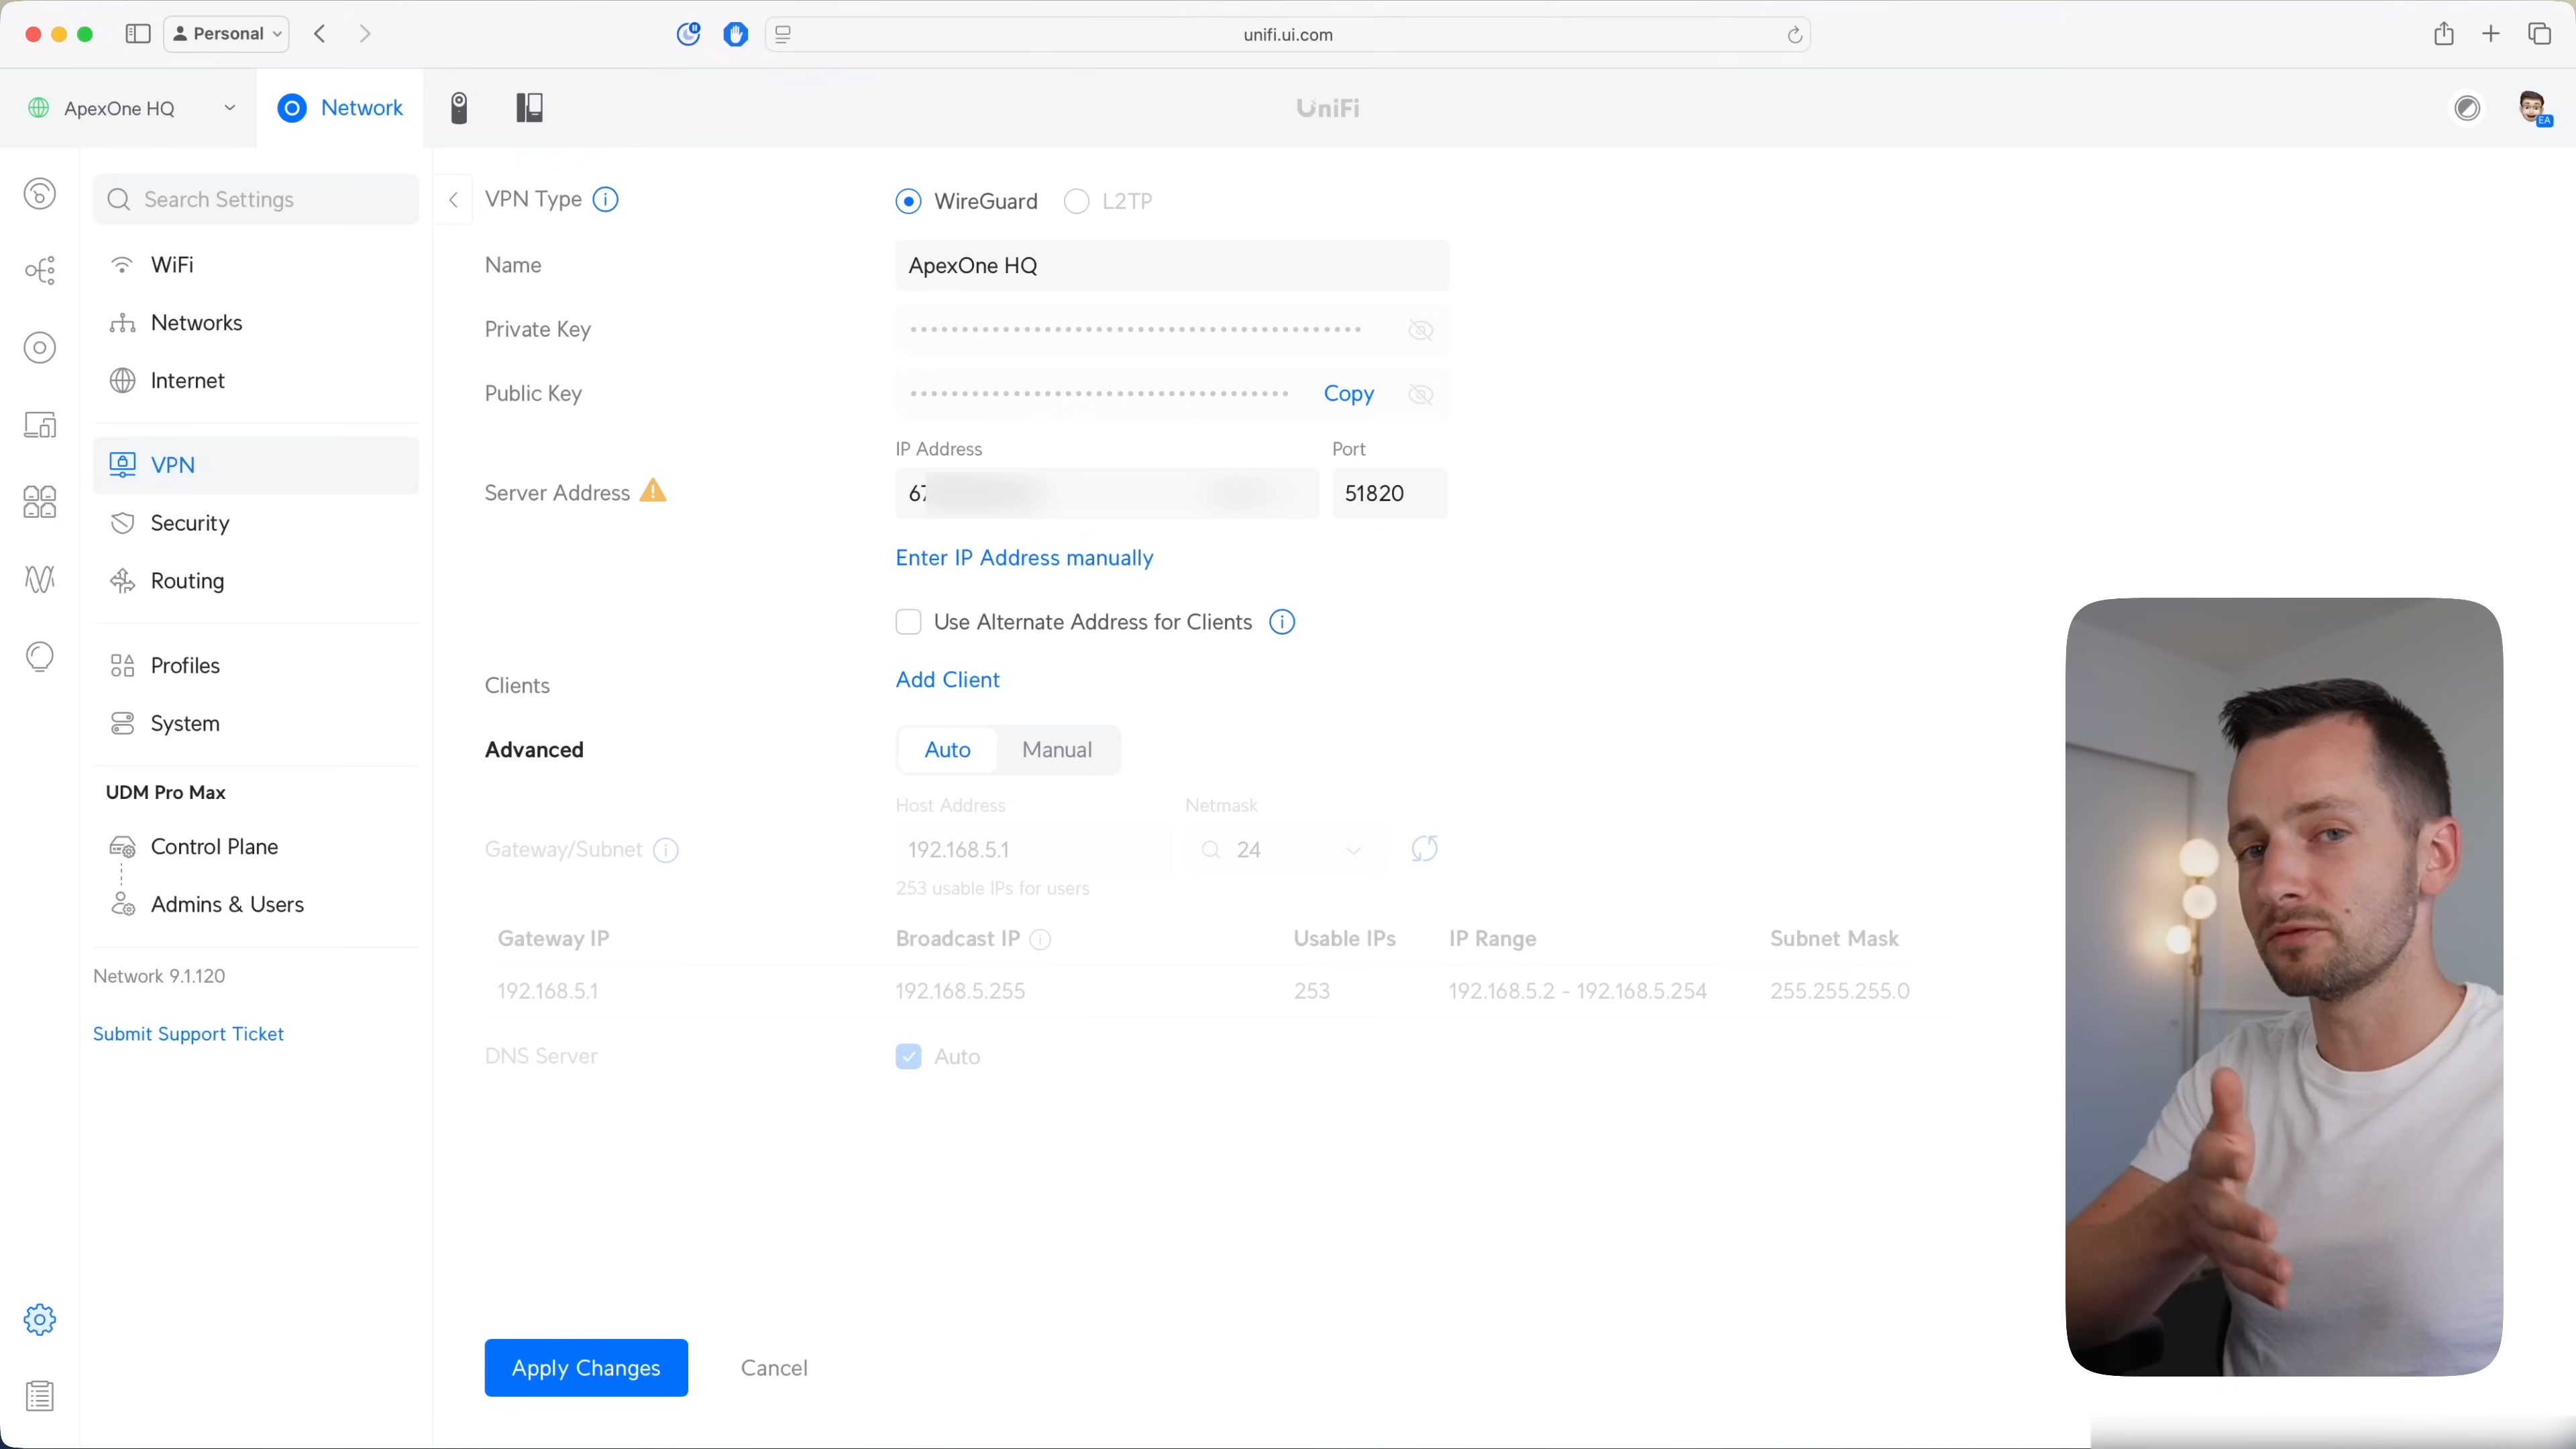 Personal
unifi.ui.com
ApexOne HQ
Network
UniFi
EA
Search Settings
WiFi
Networks
Internet
VPN
Security
Routing
Profiles
System
UDM Pro Max
Control Plane
Admins & Users
Network 9.1.120
Submit Support Ticket
VPN Type
WireGuard
L2TP
Name
ApexOne HQ
Private Key
Public Key
Copy
IP Address
Port
Server Address
51820
Enter IP Address manually
Use Alternate Address for Clients
Clients
Add Client
Advanced
Auto
Manual
Host Address
Netmask
Gateway/Subnet
192.168.5.1
24
253 usable IPs for users
Gateway IP
Broadcast IP
Usable IPs
IP Range
Subnet Mask
192.168.5.1
192.168.5.255
253
192.168.5.2 - 192.168.5.254
255.255.255.0
DNS Server
Auto
Apply Changes
Cancel